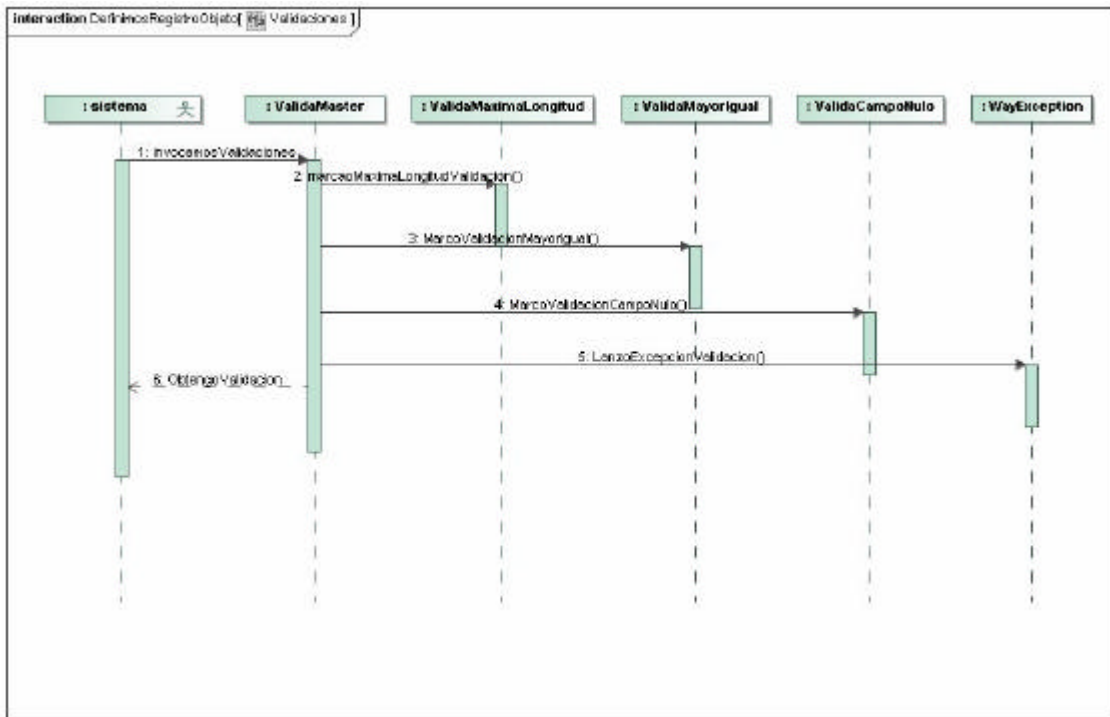 interaction DefinimosRegistroObjeto[ Validaciones ]
: sistema
: ValidaMaster
: ValidaMaximaLongitud
: ValidaMayorIgual
: ValidaCampoNulo
: WayException
1: InvocamosValidaciones
2: marcaoMaximaLongitudValidacion()
3: MarcoValidacionMayorIgual()
4: MarcoValidacionCampoNulo()
5: LanzoExcepcionValidacion()
6: ObtengoValidacion